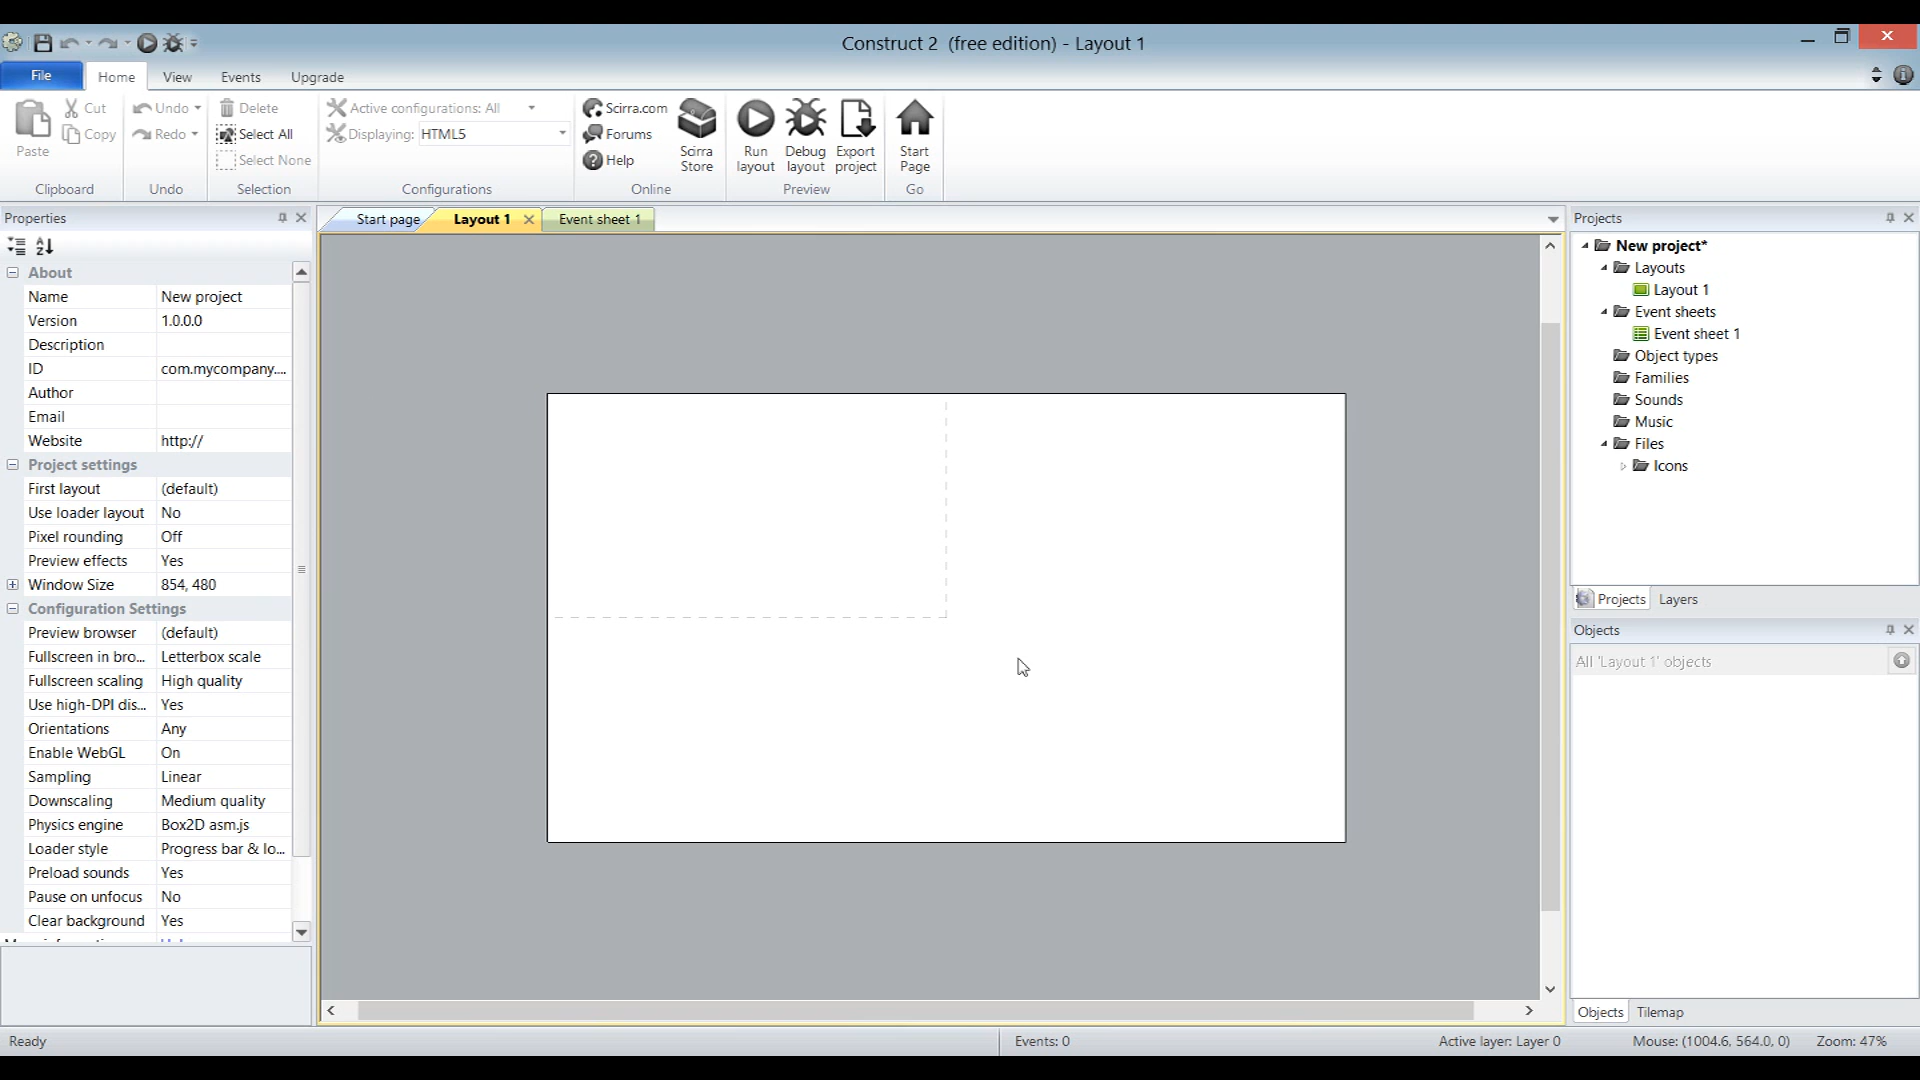 Construct 2 (free edition) - Layout 1
File Home View Events Upgrade
Paste Cut Copy Clipboard
Undo Redo Undo
Delete Select All Select None Selection
Active configurations: All
Displaying: HTML5
Configurations
Scirra.com Forums Help
Scirra Store
Online
Run layout
Debug layout
Export project
Preview
Start Page
Go
Properties
Start page Layout 1 Event sheet 1
About
Name New project
Version 1.0.0.0
Description
ID com.mycompany....
Author
Email
Website http://
Project settings
First layout (default)
Use loader layout No
Pixel rounding Off
Preview effects Yes
Window Size 854, 480
Configuration Settings
Preview browser (default)
Fullscreen in bro... Letterbox scale
Fullscreen scaling High quality
Use high-DPI dis... Yes
Orientations Any
Enable WebGL On
Sampling Linear
Downscaling Medium quality
Physics engine Box2D asm.js
Loader style Progress bar & lo...
Preload sounds Yes
Pause on unfocus No
Clear background Yes
Projects
New project*
Layouts
Layout 1
Event sheets
Event sheet 1
Object types
Families
Sounds
Music
Files
Icons
Projects Layers
Objects
All 'Layout 1' objects
Objects Tilemap
Ready Events: 0 Active layer: Layer 0 Mouse: (1004.6, 564.0, 0) Zoom: 47%